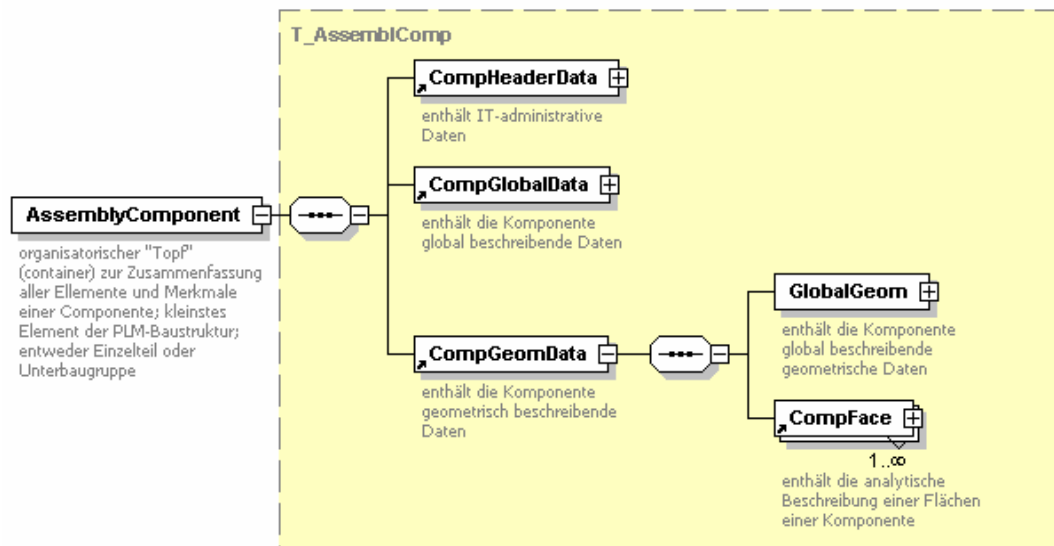 T_AssemblComp
CompHeaderData
enthält IT-administrative
Daten
CompGlobalData
enthält die Komponente
global beschreibende Daten
AssemblyComponent
organisatorischer "Topf"
(container) zur Zusammenfassung
aller Ellemente und Merkmale
einer Componente; kleinstes
Element der PLM-Baustruktur;
entweder Einzelteil oder
Unterbaugruppe
CompGeomData
enthält die Komponente
geometrisch beschreibende
Daten
GlobalGeom
enthält die Komponente
global beschreibende
geometrische Daten
CompFace
1..∞
enthält die analytische
Beschreibung einer Flächen
einer Komponente